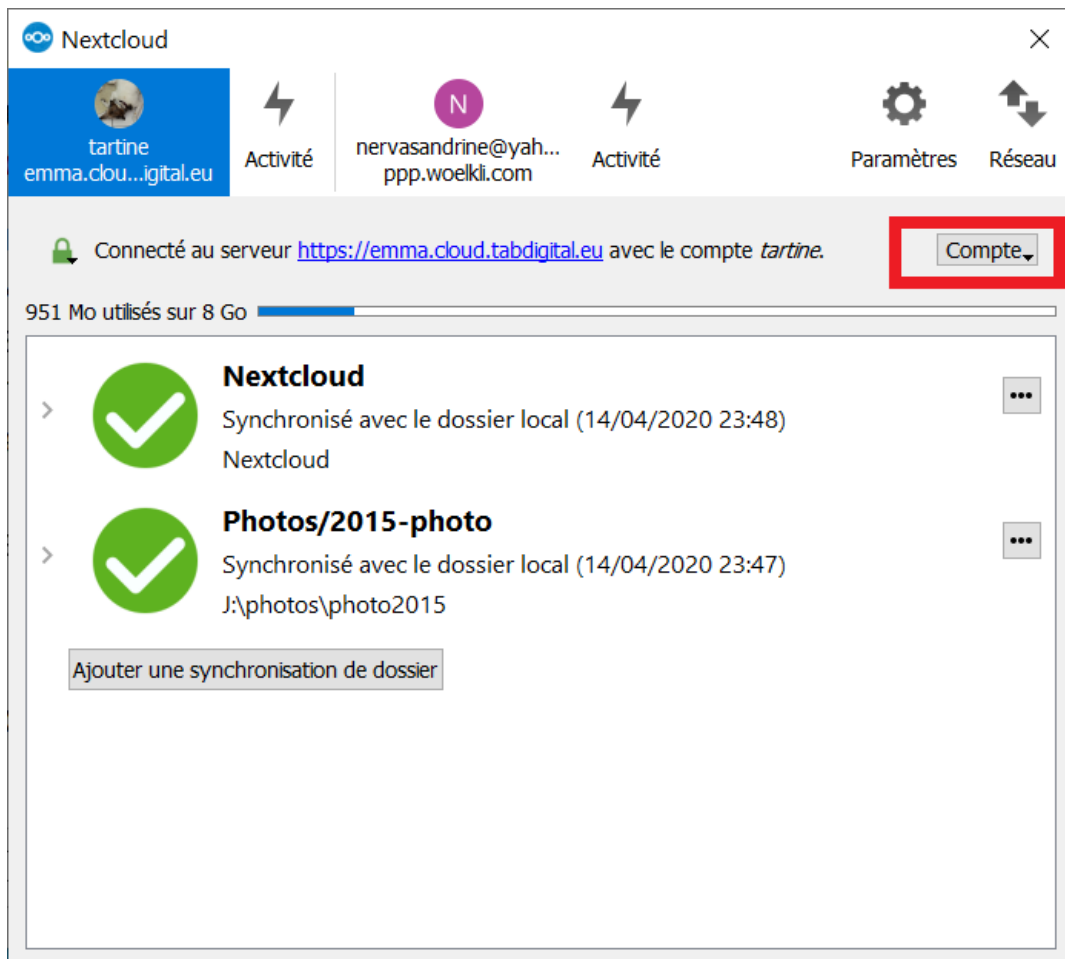 Nextcloud
tartine
emma.clou...igital.eu
Activité
N
nervasandrine@yah...
ppp.woelkli.com
Activité
Paramètres
Réseau
Connecté au serveur https://emma.cloud.tabdigital.eu avec le compte tartine.
Compte
951 Mo utilisés sur 8 Go
Nextcloud
Synchronisé avec le dossier local (14/04/2020 23:48)
Nextcloud
Photos/2015-photo
Synchronisé avec le dossier local (14/04/2020 23:47)
J:\photos\photo2015
Ajouter une synchronisation de dossier